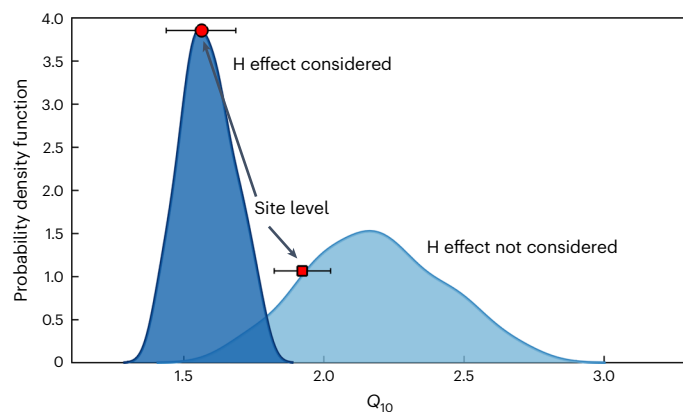 4.0
3.5
3.0
2.5
2.0
1.5
1.0
0.5
0
Probability density function
H effect considered
Site level
H effect not considered
1.5
2.0
2.5
3.0
Q10